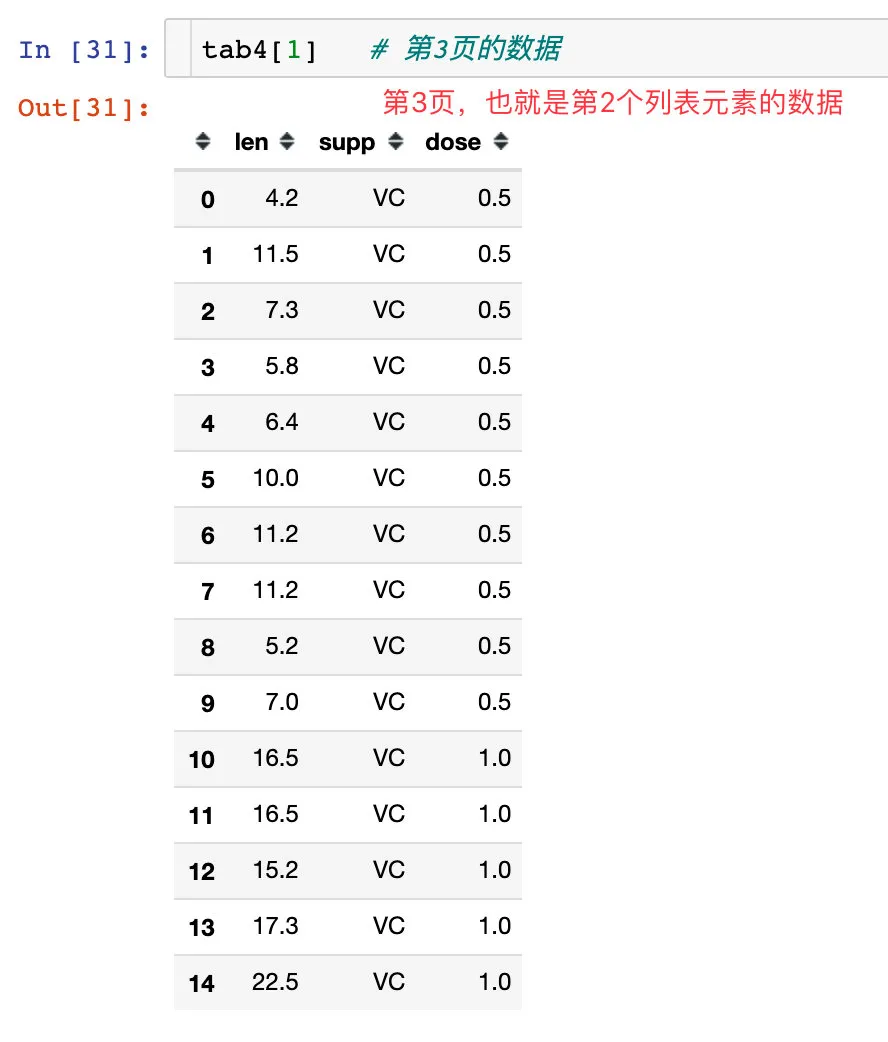 In [31]: tab4[1] # 第3页的数据
Out[31]: 第3页，也就是第2个列表元素的数据
len supp dose
0 4.2 VC 0.5
1 11.5 VC 0.5
2 7.3 VC 0.5
3 5.8 VC 0.5
4 6.4 VC 0.5
5 10.0 VC 0.5
6 11.2 VC 0.5
7 11.2 VC 0.5
8 5.2 VC 0.5
9 7.0 VC 0.5
10 16.5 VC 1.0
11 16.5 VC 1.0
12 15.2 VC 1.0
13 17.3 VC 1.0
14 22.5 VC 1.0